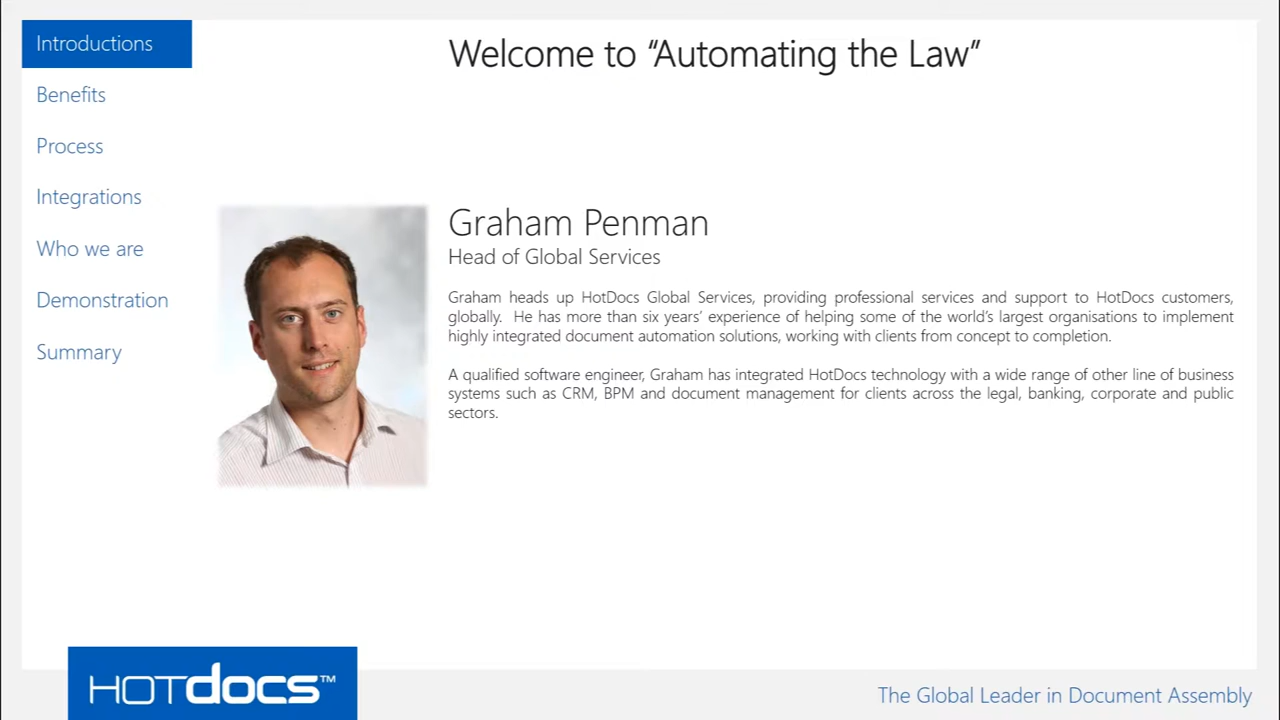 Introductions
Welcome to “Automating the Law”
Benefits
Process
Integrations
Who we are
Demonstration
Summary
Graham Penman
Head of Global Services
Graham heads up HotDocs Global Services, providing professional services and support to HotDocs customers,
globally. He has more than six years’ experience of helping some of the world’s largest organisations to implement
highly integrated document automation solutions, working with clients from concept to completion.
A qualified software engineer, Graham has integrated HotDocs technology with a wide range of other line of business
systems such as CRM, BPM and document management for clients across the legal, banking, corporate and public
sectors.
HOTdocs™
The Global Leader in Document Assembly